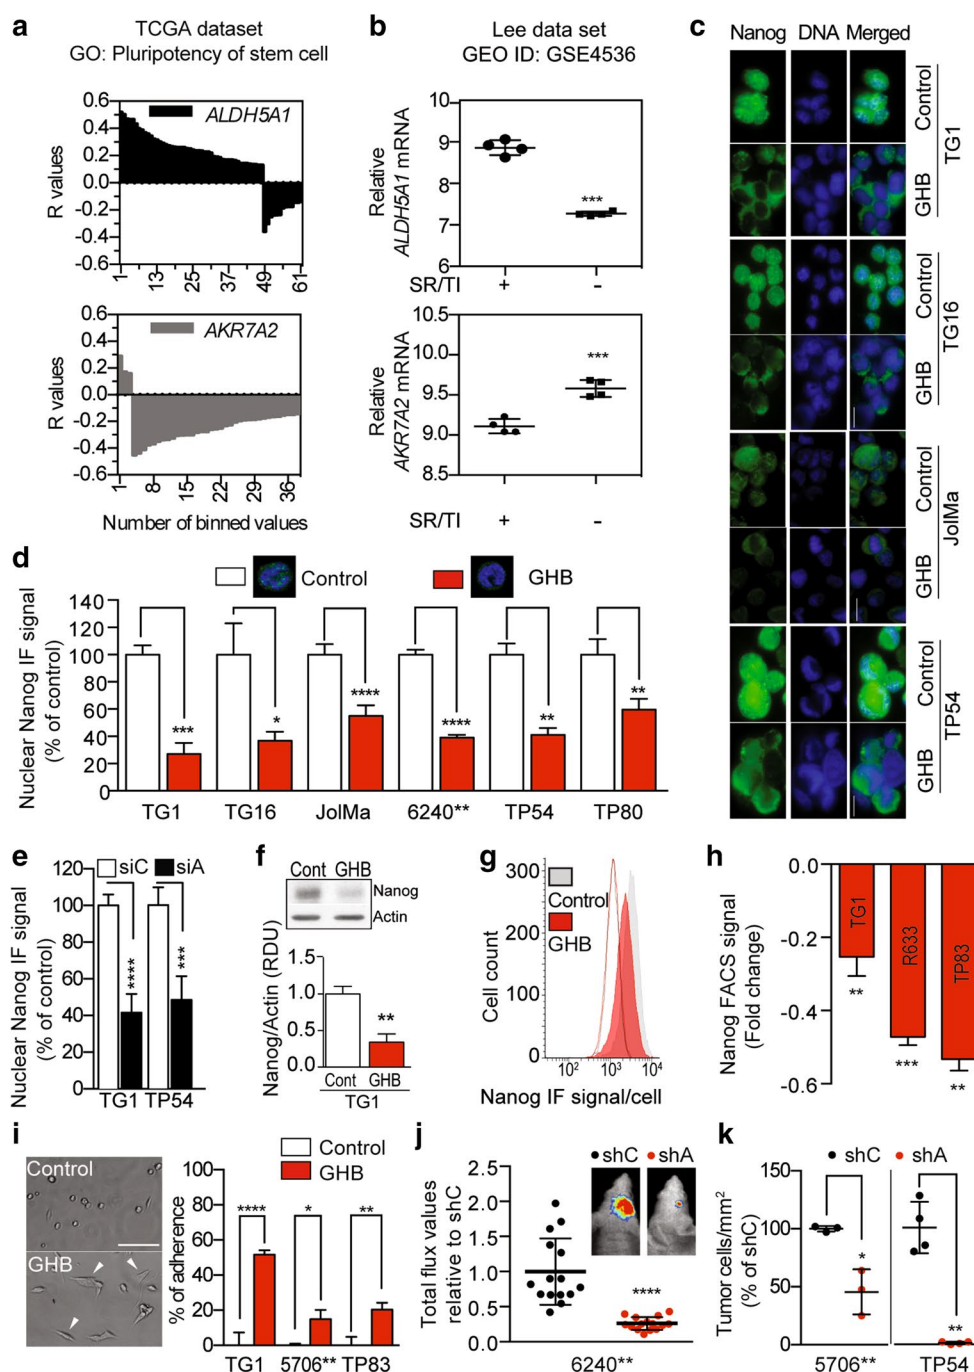 a
TCGA dataset
GO: Pluripotency of stem cell
0.6
0.4
0.2
0.0
-0.2
-0.4
-0.6
R values
ALDH5A1
1
13
25
37
49
61
0.6
0.4
0.2
0.0
-0.2
-0.4
-0.6
R values
AKR7A2
1
8
15
22
29
36
Number of binned values
b
Lee data set
GEO ID: GSE4536
Relative
ALDH5A1 mRNA
10
9
8
7
6
***
SR/TI + -
Relative
AKR7A2 mRNA
10.5
10.0
9.5
9.0
8.5
***
SR/TI + -
c
Nanog DNA Merged
Control
GHB
TG1
Control
GHB
TG16
Control
GHB
JolMa
Control
GHB
TP54
d
Control
GHB
Nuclear Nanog IF signal
(% of control)
140
120
100
80
60
40
20
0
***
*
****
****
**
**
TG1 TG16 JolMa 6240** TP54 TP80
e
siC siA
Nuclear Nanog IF signal
(% of control)
120
100
80
60
40
20
0
****
***
TG1 TP54
f
Cont GHB
Nanog
Actin
Nanog/Actin (RDU)
1.5
1.0
0.5
0.0
**
Cont GHB
TG1
g
Cell count
300
200
100
0
Control
GHB
10² 10³ 10⁴
Nanog IF signal/cell
h
Nanog FACS signal
(Fold change)
0.0
-0.2
-0.4
-0.6
TG1
R633
TP83
**
***
**
i
Control
GHB
Control
GHB
% of adherence
100
80
60
40
20
0
****
*
**
TG1 5706** TP83
j
shC shA
Total flux values
relative to shC
2.5
2.0
1.5
1.0
0.5
0.0
****
6240**
k
shC shA
Tumor cells/mm²
(% of shC)
150
100
50
0
*
**
5706** TP54